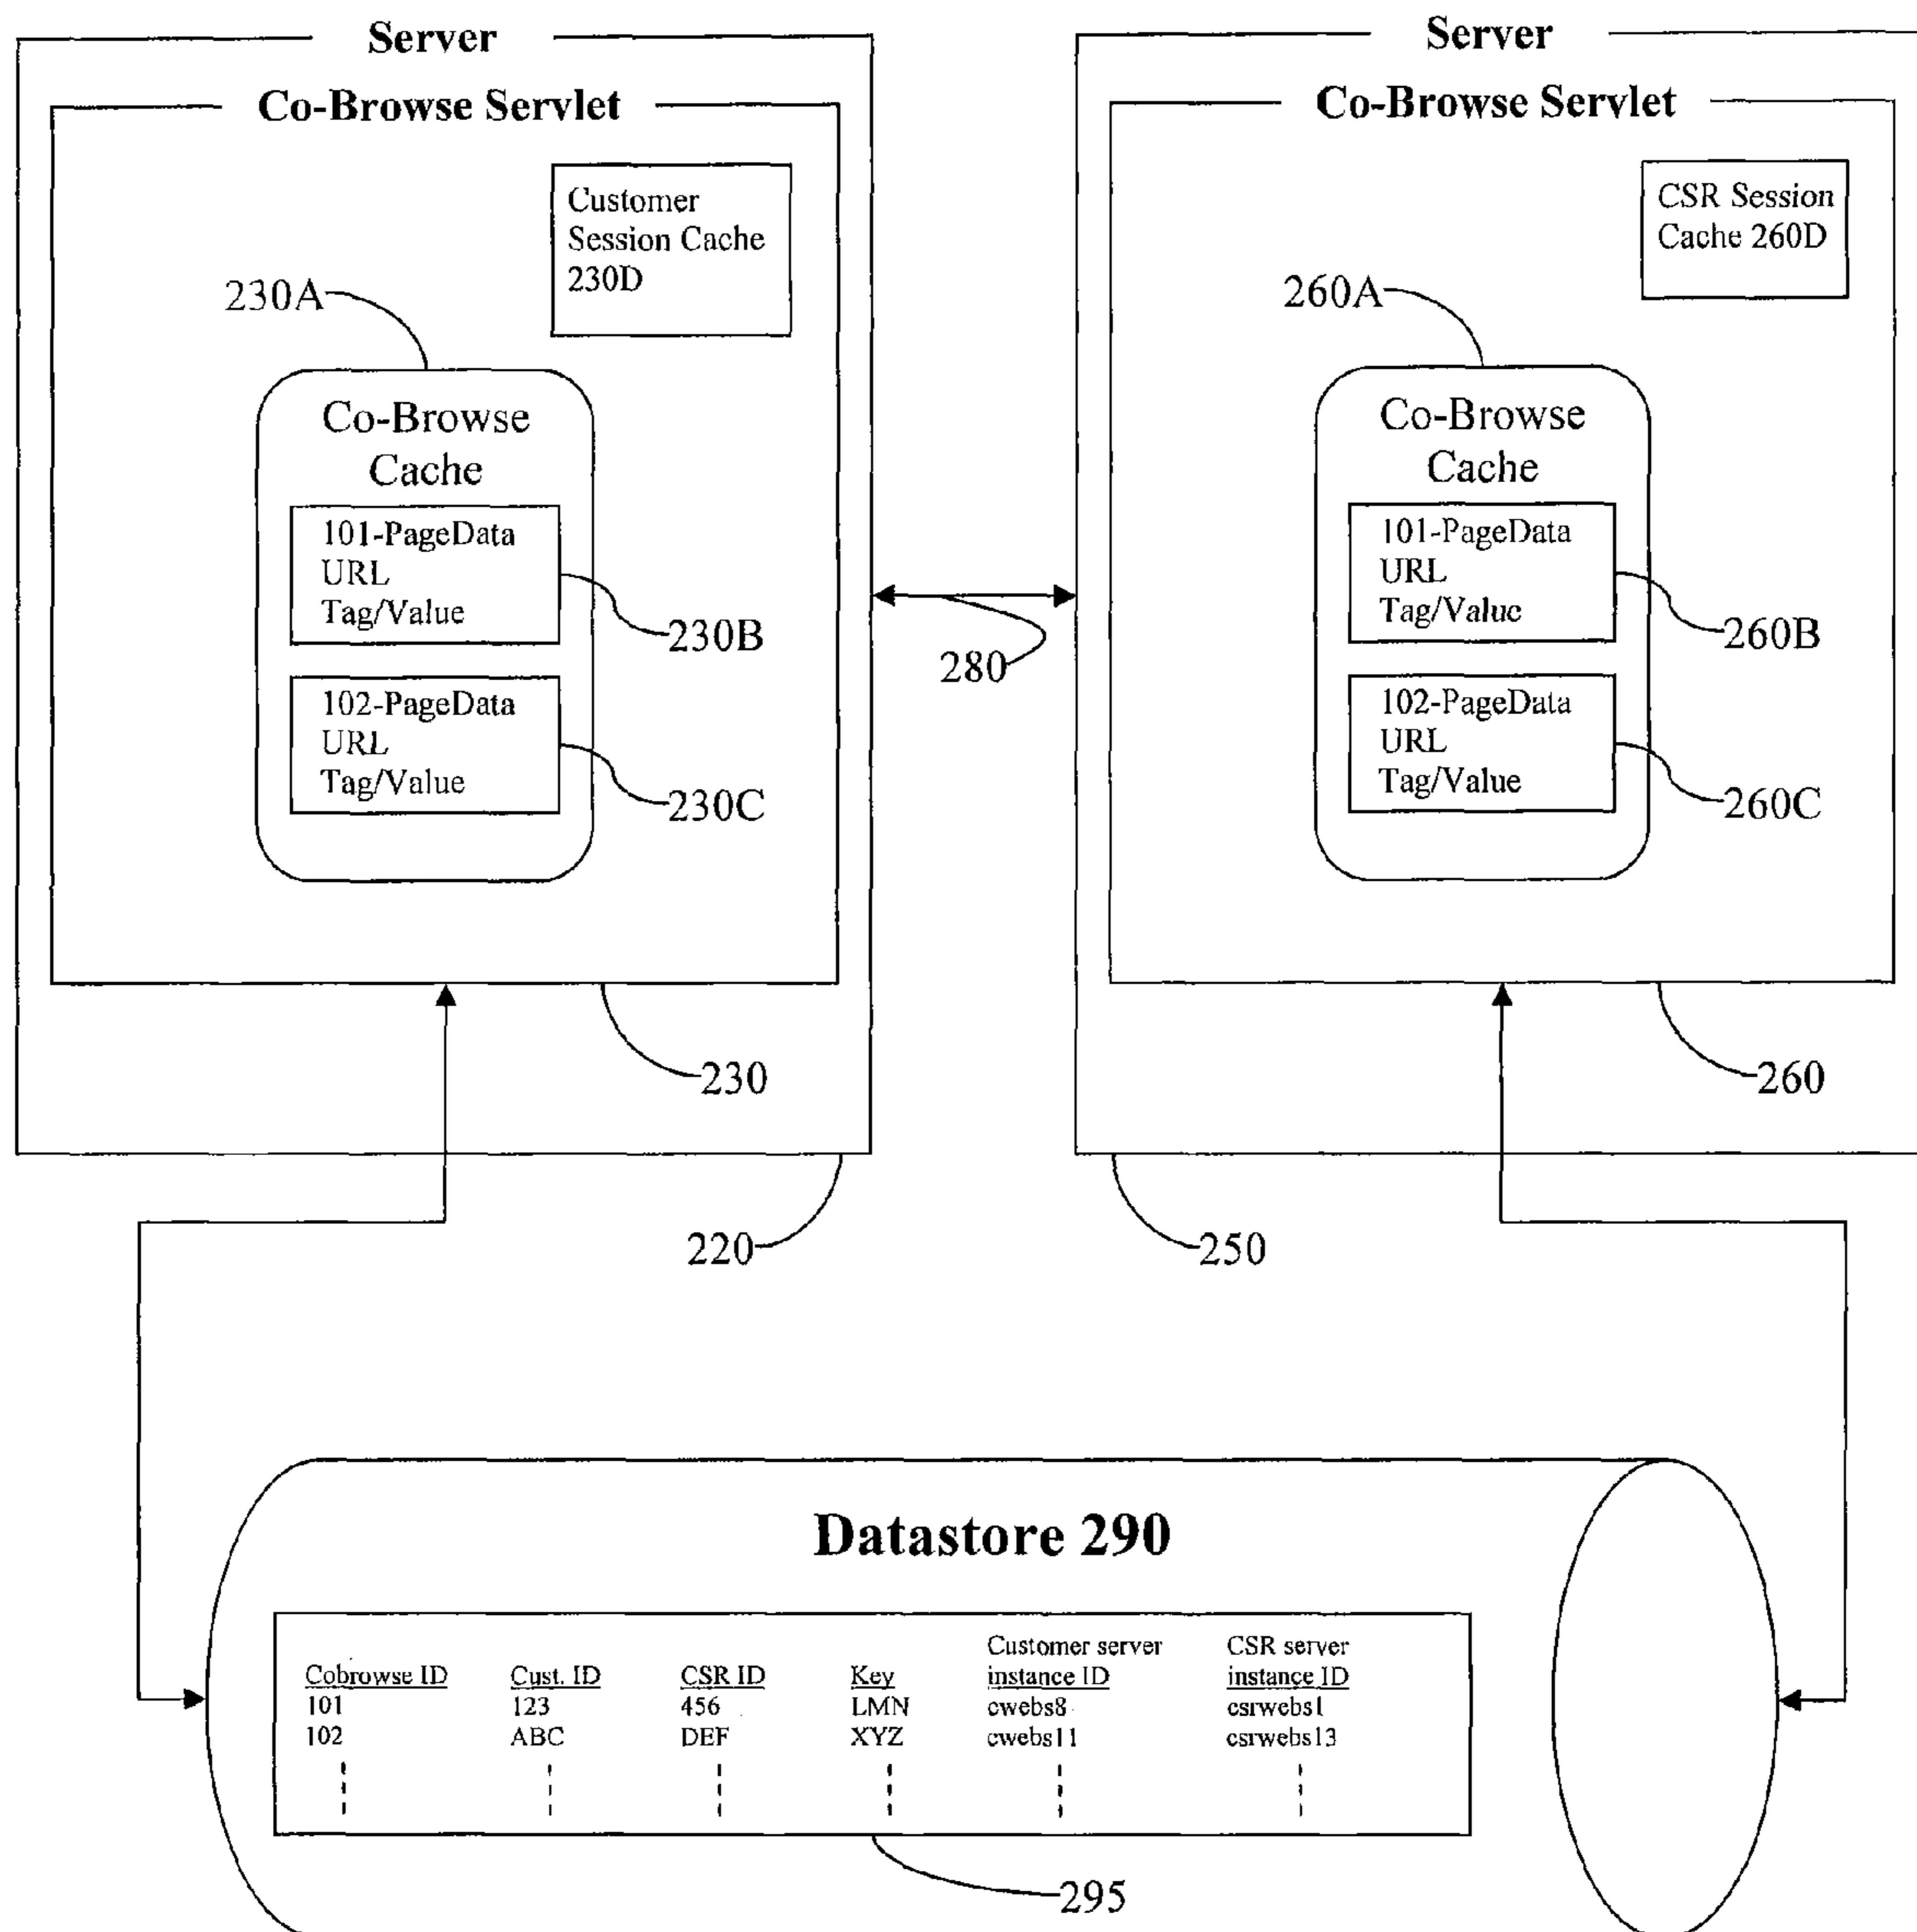 Server
Co-Browse Servlet
Customer
Session Cache
230D
230A
Co-Browse
Cache
101-PageData
URL
Tag/Value
230B
102-PageData
URL
Tag/Value
230C
230
220
280
Server
Co-Browse Servlet
CSR Session
Cache 260D
260A
Co-Browse
Cache
101-PageData
URL
Tag/Value
260B
102-PageData
URL
Tag/Value
260C
260
250
Datastore 290
Customer server CSR server
Cobrowse ID Cust. ID CSR ID Key instance ID instance ID
101 123 456 LMN cwebs8 csrwebs1
102 ABC DEF XYZ cwebs11 csrwebs13
295